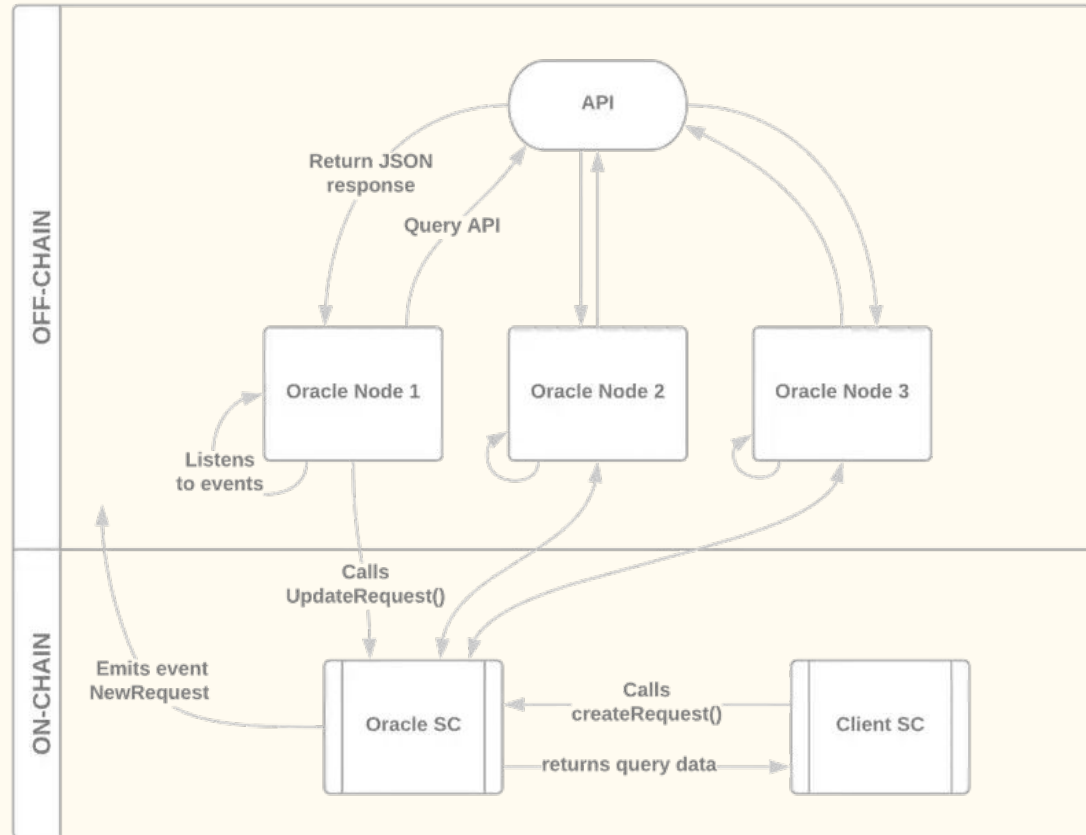 OFF-CHAIN
API
Return JSON
response
Query API
Oracle Node 1
Oracle Node 2
Oracle Node 3
Listens
to events
ON-CHAIN
Calls
UpdateRequest()
Emits event
NewRequest
Oracle SC
Calls
createRequest()
returns query data
Client SC